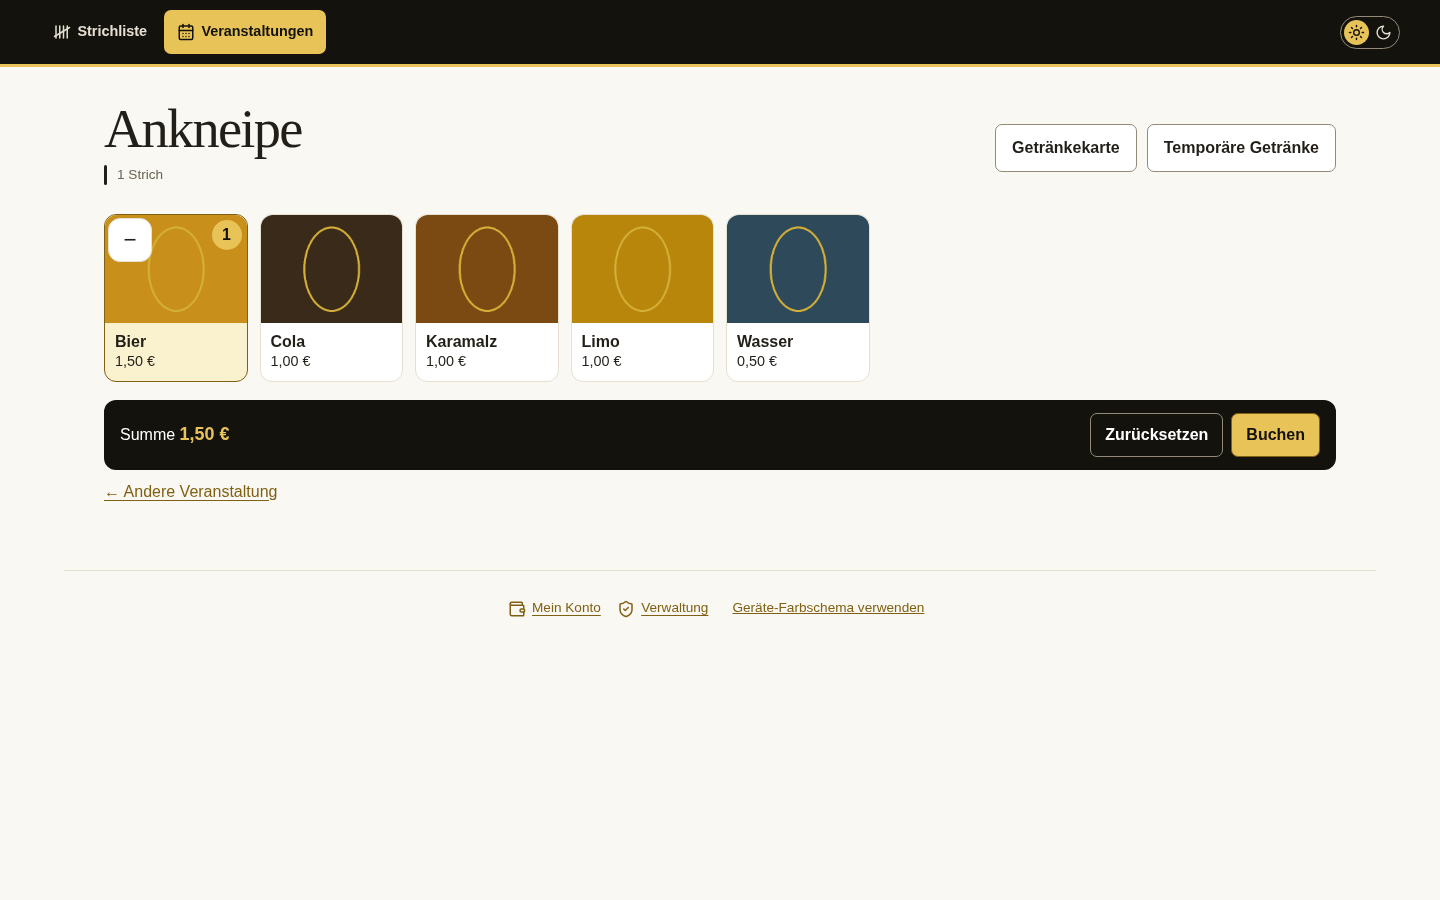 Strichliste
Veranstaltungen
Ankneipe
1 Strich
Getränkekarte
Temporäre Getränke
−
1
Bier
1,50 €
Cola
1,00 €
Karamalz
1,00 €
Limo
1,00 €
Wasser
0,50 €
Summe 1,50 €
Zurücksetzen
Buchen
← Andere Veranstaltung
Mein Konto
Verwaltung
Geräte-Farbschema verwenden